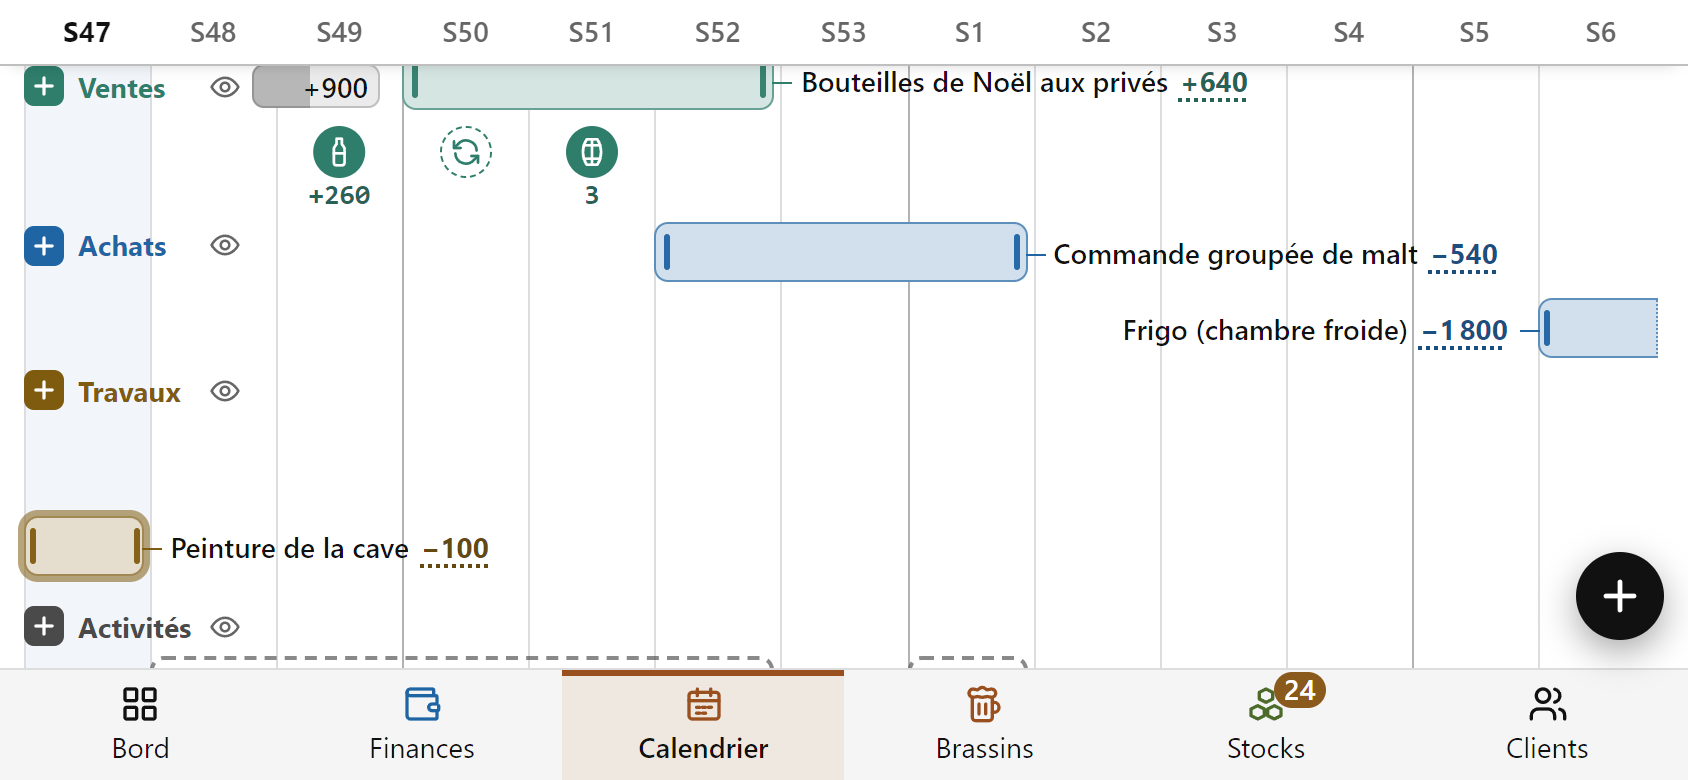 S47 S48 S49 S50 S51 S52 S53 S1 S2 S3 S4 S5 S6
Ventes +900 Bouteilles de Noël aux privés +640
+260 3
Achats Commande groupée de malt −540
Frigo (chambre froide) −1 800
Travaux
Peinture de la cave −100
Activités
24
Bord Finances Calendrier Brassins Stocks Clients